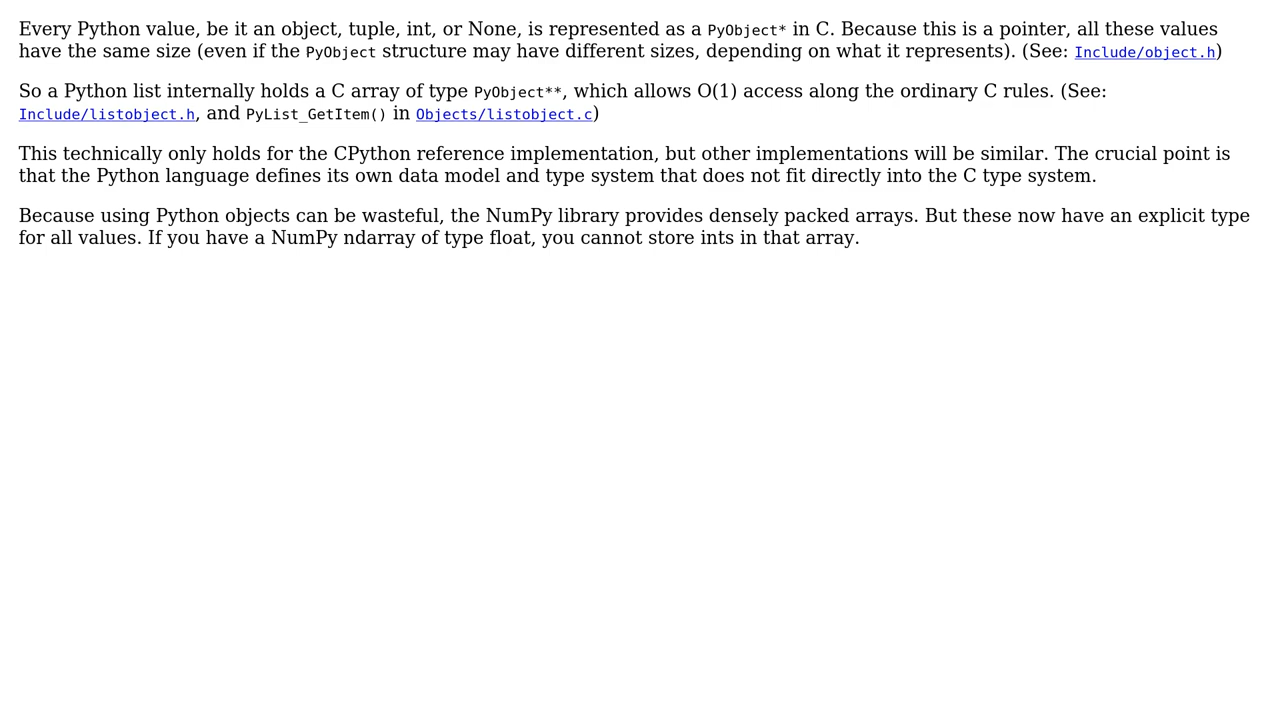 Every Python value, be it an object, tuple, int, or None, is represented as a PyObject* in C. Because this is a pointer, all these values
have the same size (even if the PyObject structure may have different sizes, depending on what it represents). (See: Include/object.h)
So a Python list internally holds a C array of type PyObject**, which allows O(1) access along the ordinary C rules. (See:
Include/listobject.h, and PyList_GetItem() in Objects/listobject.c)
This technically only holds for the CPython reference implementation, but other implementations will be similar. The crucial point is
that the Python language defines its own data model and type system that does not fit directly into the C type system.
Because using Python objects can be wasteful, the NumPy library provides densely packed arrays. But these now have an explicit type
for all values. If you have a NumPy ndarray of type float, you cannot store ints in that array.